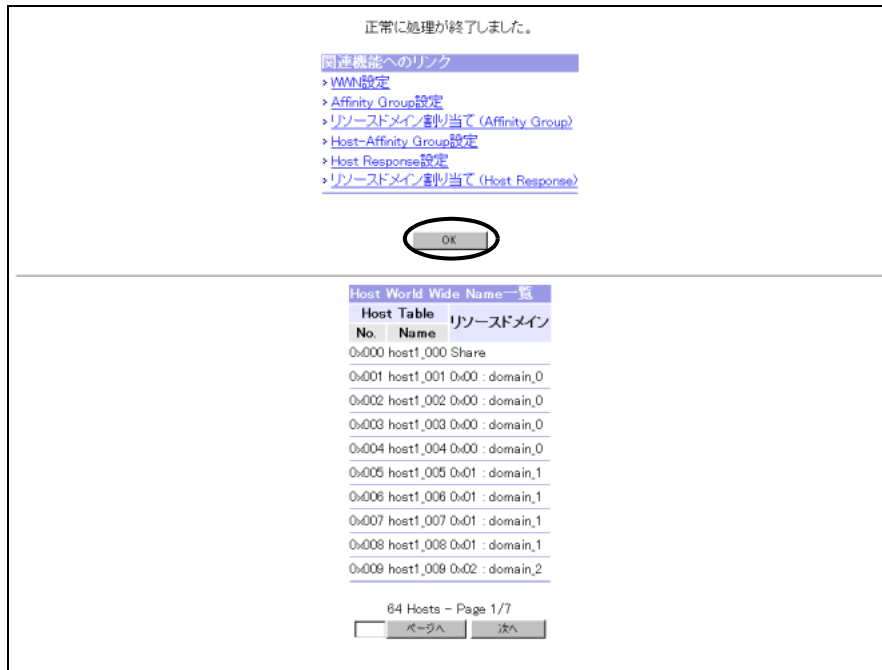 正常に処理が終了しました。
関連機能へのリンク
WWN設定
Affinity Group設定
リソースドメイン割り当て (Affinity Group)
Host-Affinity Group設定
Host Response設定
リソースドメイン割り当て (Host Response)
OK
Host World Wide Name一覧
Host Table リソースドメイン
No. Name
0x000 host1_000 Share
0x001 host1_001 0x00 : domain_0
0x002 host1_002 0x00 : domain_0
0x003 host1_003 0x00 : domain_0
0x004 host1_004 0x00 : domain_0
0x005 host1_005 0x01 : domain_1
0x006 host1_006 0x01 : domain_1
0x007 host1_007 0x01 : domain_1
0x008 host1_008 0x01 : domain_1
0x009 host1_009 0x02 : domain_2
64 Hosts - Page 1/7
ページへ 次へ